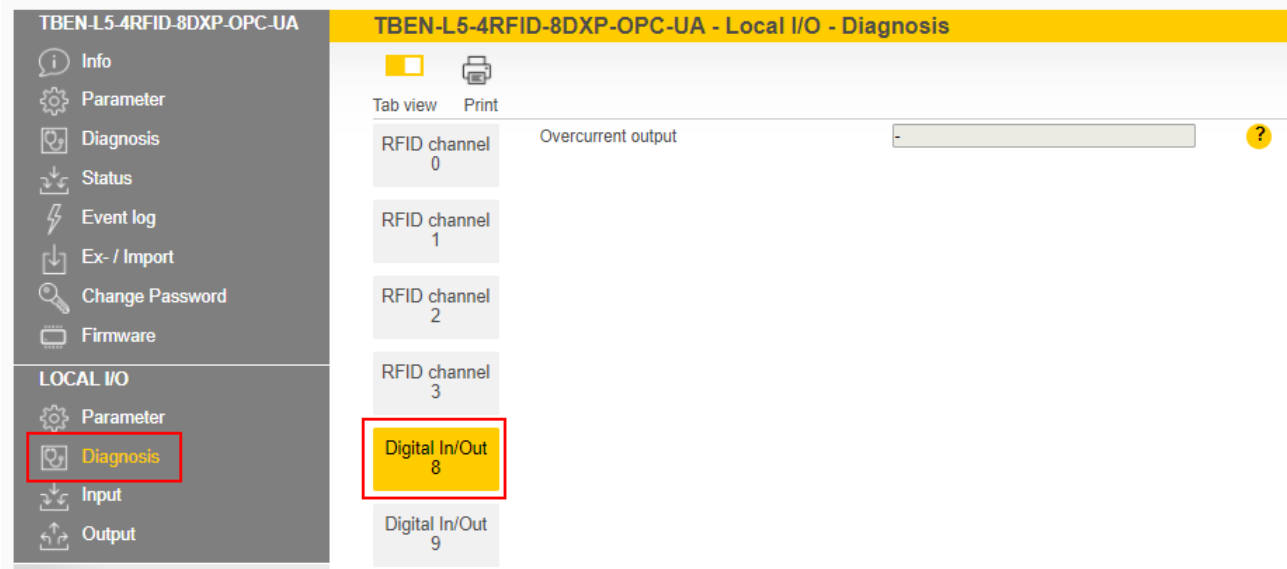 TBEN-L5-4RFID-8DXP-OPC-UA
Info
Parameter
Diagnosis
Status
Event log
Ex- / Import
Change Password
Firmware
LOCAL I/O
Parameter
Diagnosis
Input
Output
TBEN-L5-4RFID-8DXP-OPC-UA - Local I/O - Diagnosis
Tab view Print
RFID channel
0
RFID channel
1
RFID channel
2
RFID channel
3
Digital In/Out
8
Digital In/Out
9
Overcurrent output - ?